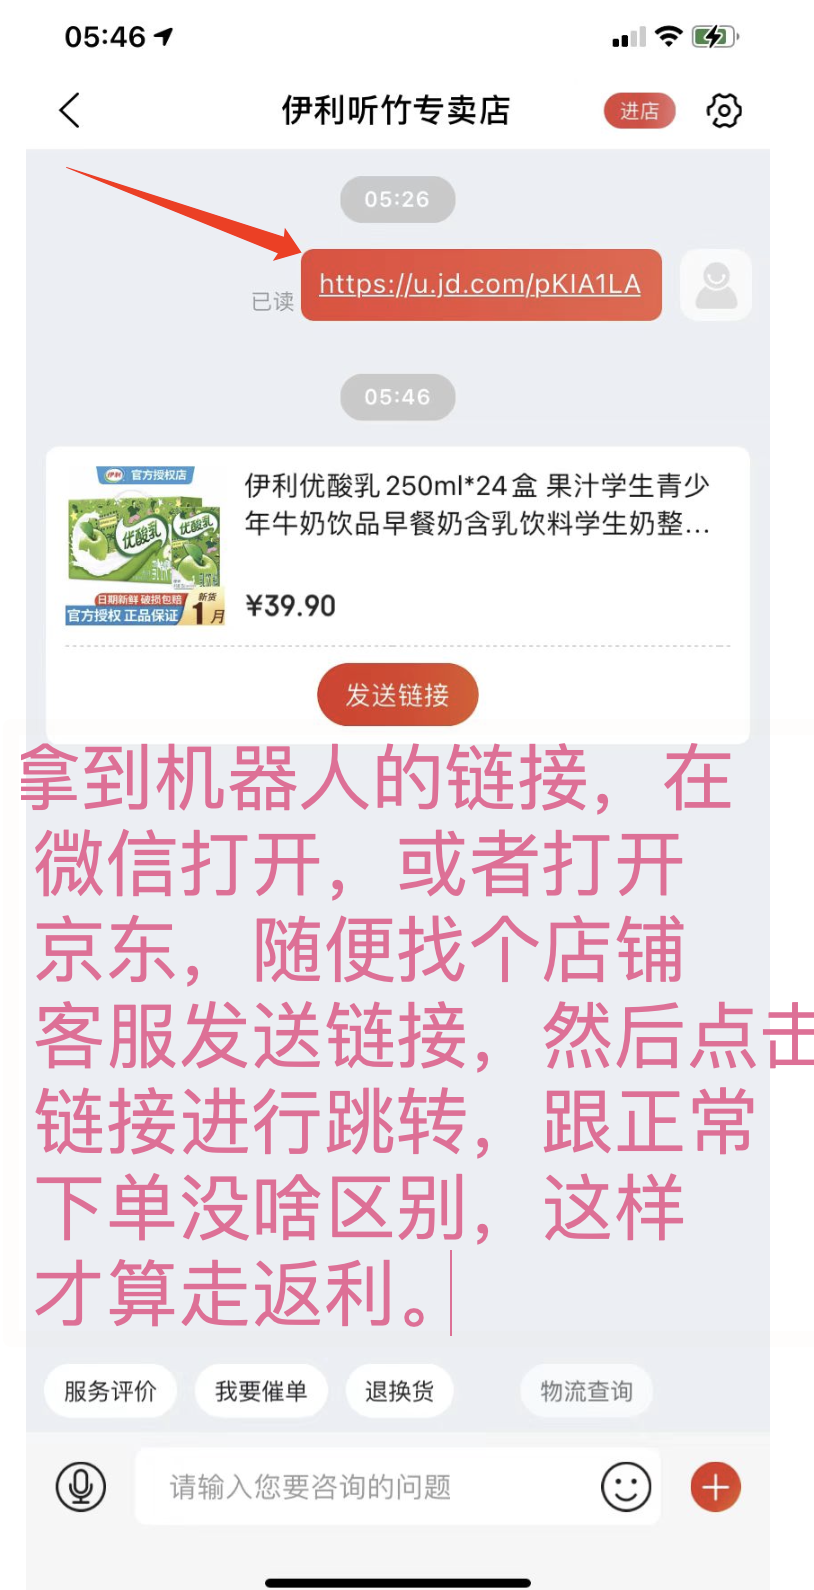 05:46
伊利听竹专卖店
进店
05:26
已读
https://u.jd.com/pKIA1LA
05:46
伊利 官方授权店
优酸乳
优酸乳
日期新鲜 破损包赔
官方授权 正品保证
新货
1月
伊利优酸乳 250ml*24盒 果汁学生青少
年牛奶饮品早餐奶含乳饮料学生奶整...
¥39.90
发送链接
拿到机器人的链接，在
微信打开，或者打开
京东，随便找个店铺
客服发送链接，然后点击
链接进行跳转，跟正常
下单没啥区别，这样
才算走返利。
服务评价
我要催单
退换货
物流查询
请输入您要咨询的问题